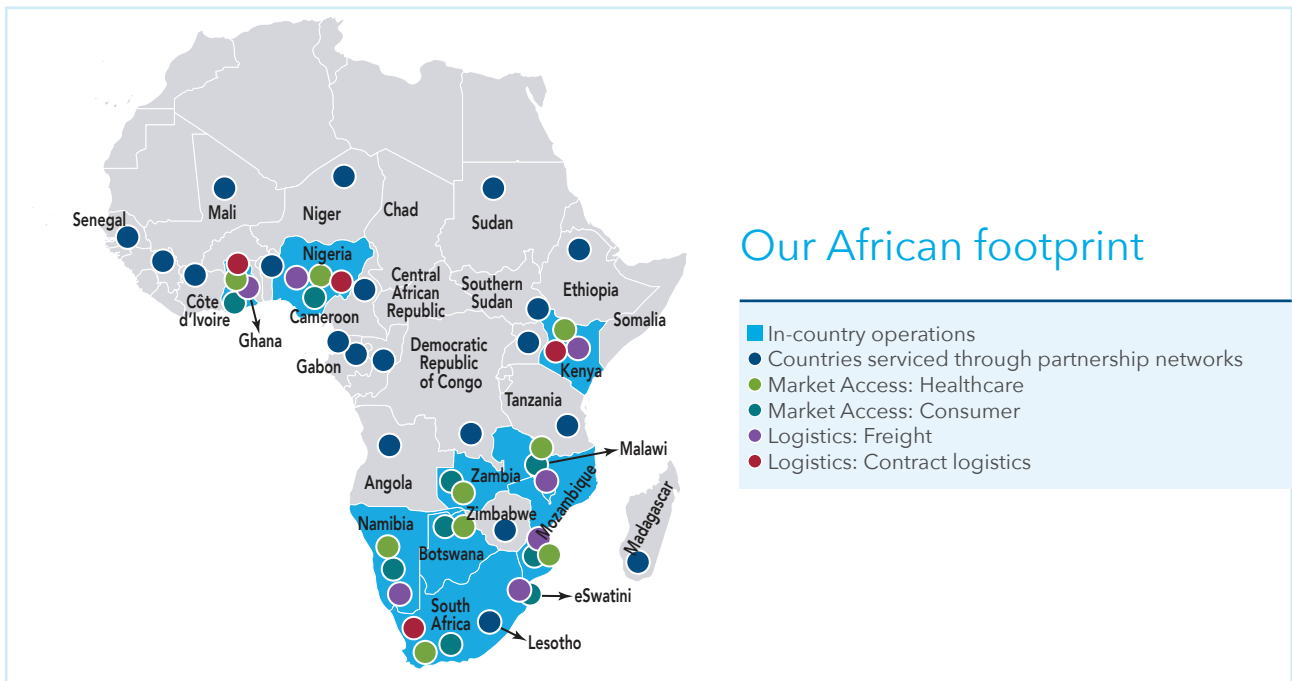 Our African footprint
In-country operations
Countries serviced through partnership networks
Market Access: Healthcare
Market Access: Consumer
Logistics: Freight
Logistics: Contract logistics
Senegal
Mali
Niger
Chad
Sudan
Nigeria
Côte
d'Ivoire
Ghana
Cameroon
Central
African
Republic
Southern
Sudan
Ethiopia
Somalia
Gabon
Democratic
Republic
of Congo
Kenya
Tanzania
Malawi
Angola
Zambia
Mozambique
Zimbabwe
Madagascar
Namibia
Botswana
eSwatini
South
Africa
Lesotho